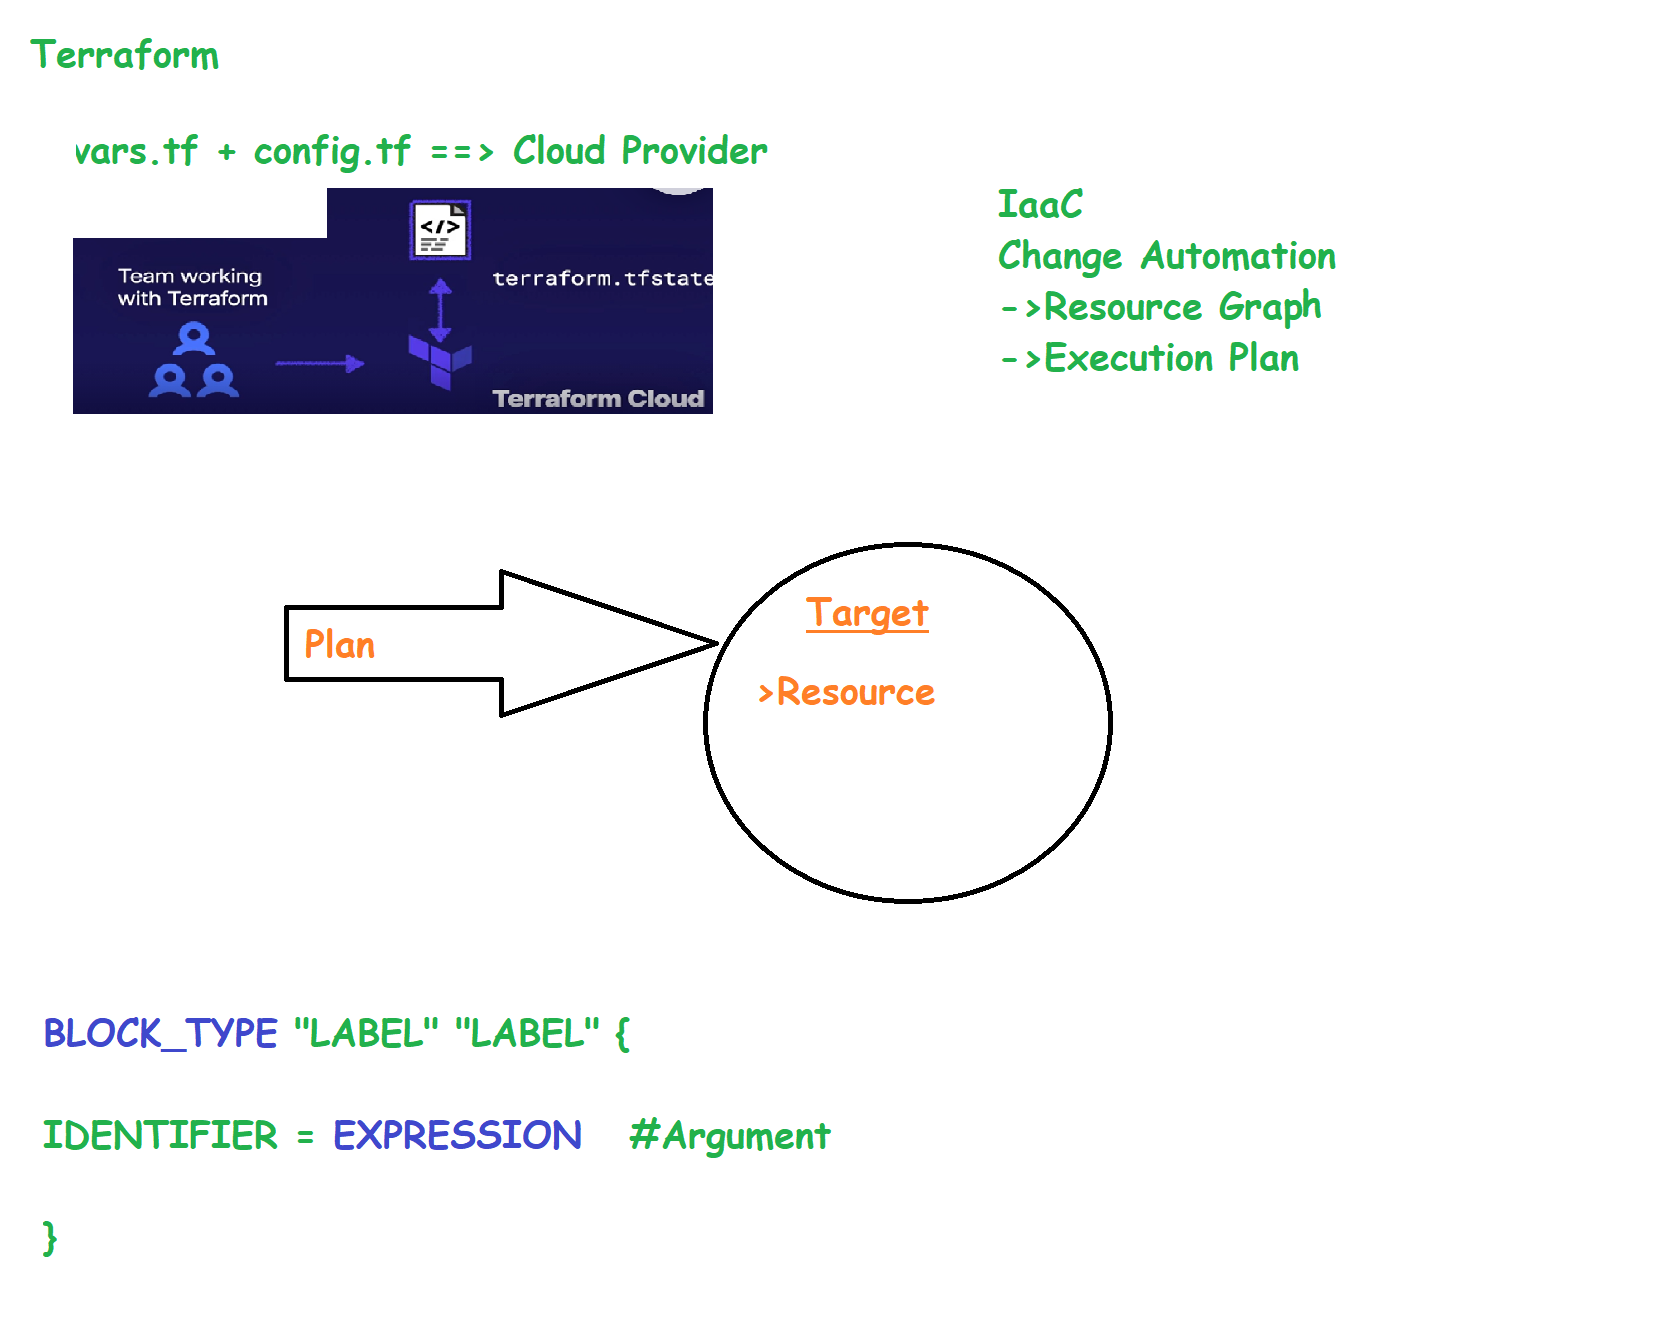 Terraform
vars.tf + config.tf ==> Cloud Provider
IaaC
Change Automation
->Resource Graph
->Execution Plan
</>
Team working
with Terraform
terraform.tfstate
Terraform Cloud
Plan
Target
>Resource
BLOCK_TYPE "LABEL" "LABEL" {
IDENTIFIER = EXPRESSION #Argument
}